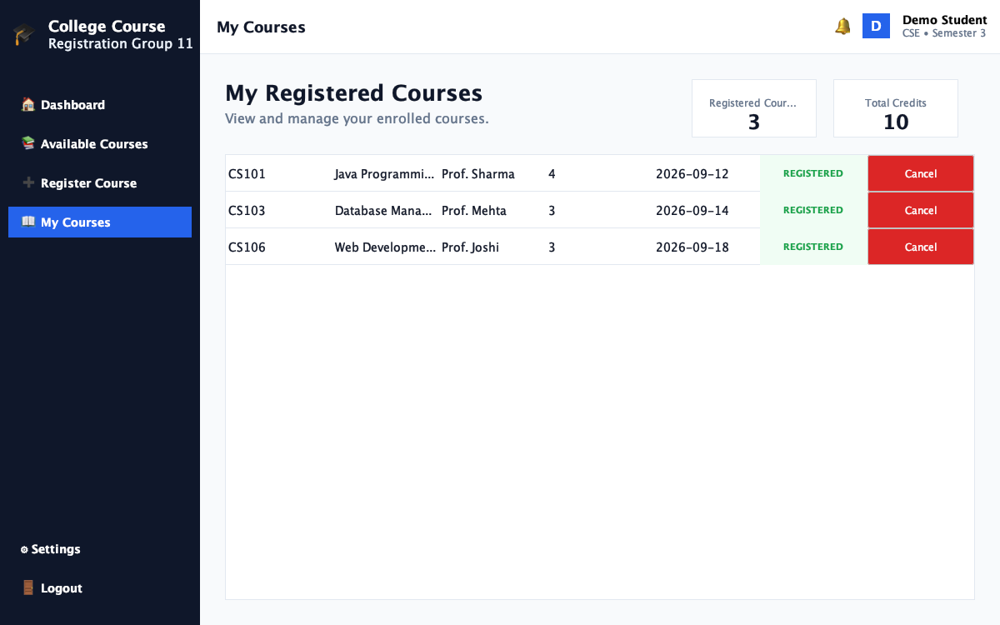 College Course
Registration Group 11
Dashboard
Available Courses
Register Course
My Courses
Settings
Logout
My Courses
D
Demo Student
CSE • Semester 3
My Registered Courses
View and manage your enrolled courses.
Registered Cour...
3
Total Credits
10
CS101 Java Programmi... Prof. Sharma 4 2026-09-12 REGISTERED Cancel
CS103 Database Mana... Prof. Mehta 3 2026-09-14 REGISTERED Cancel
CS106 Web Developme... Prof. Joshi 3 2026-09-18 REGISTERED Cancel